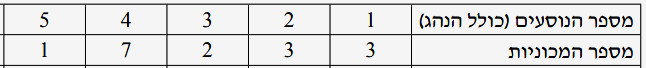 מספר הנוסעים (כולל הנהג) 1 2 3 4 5
מספר המכוניות 3 3 2 7 1